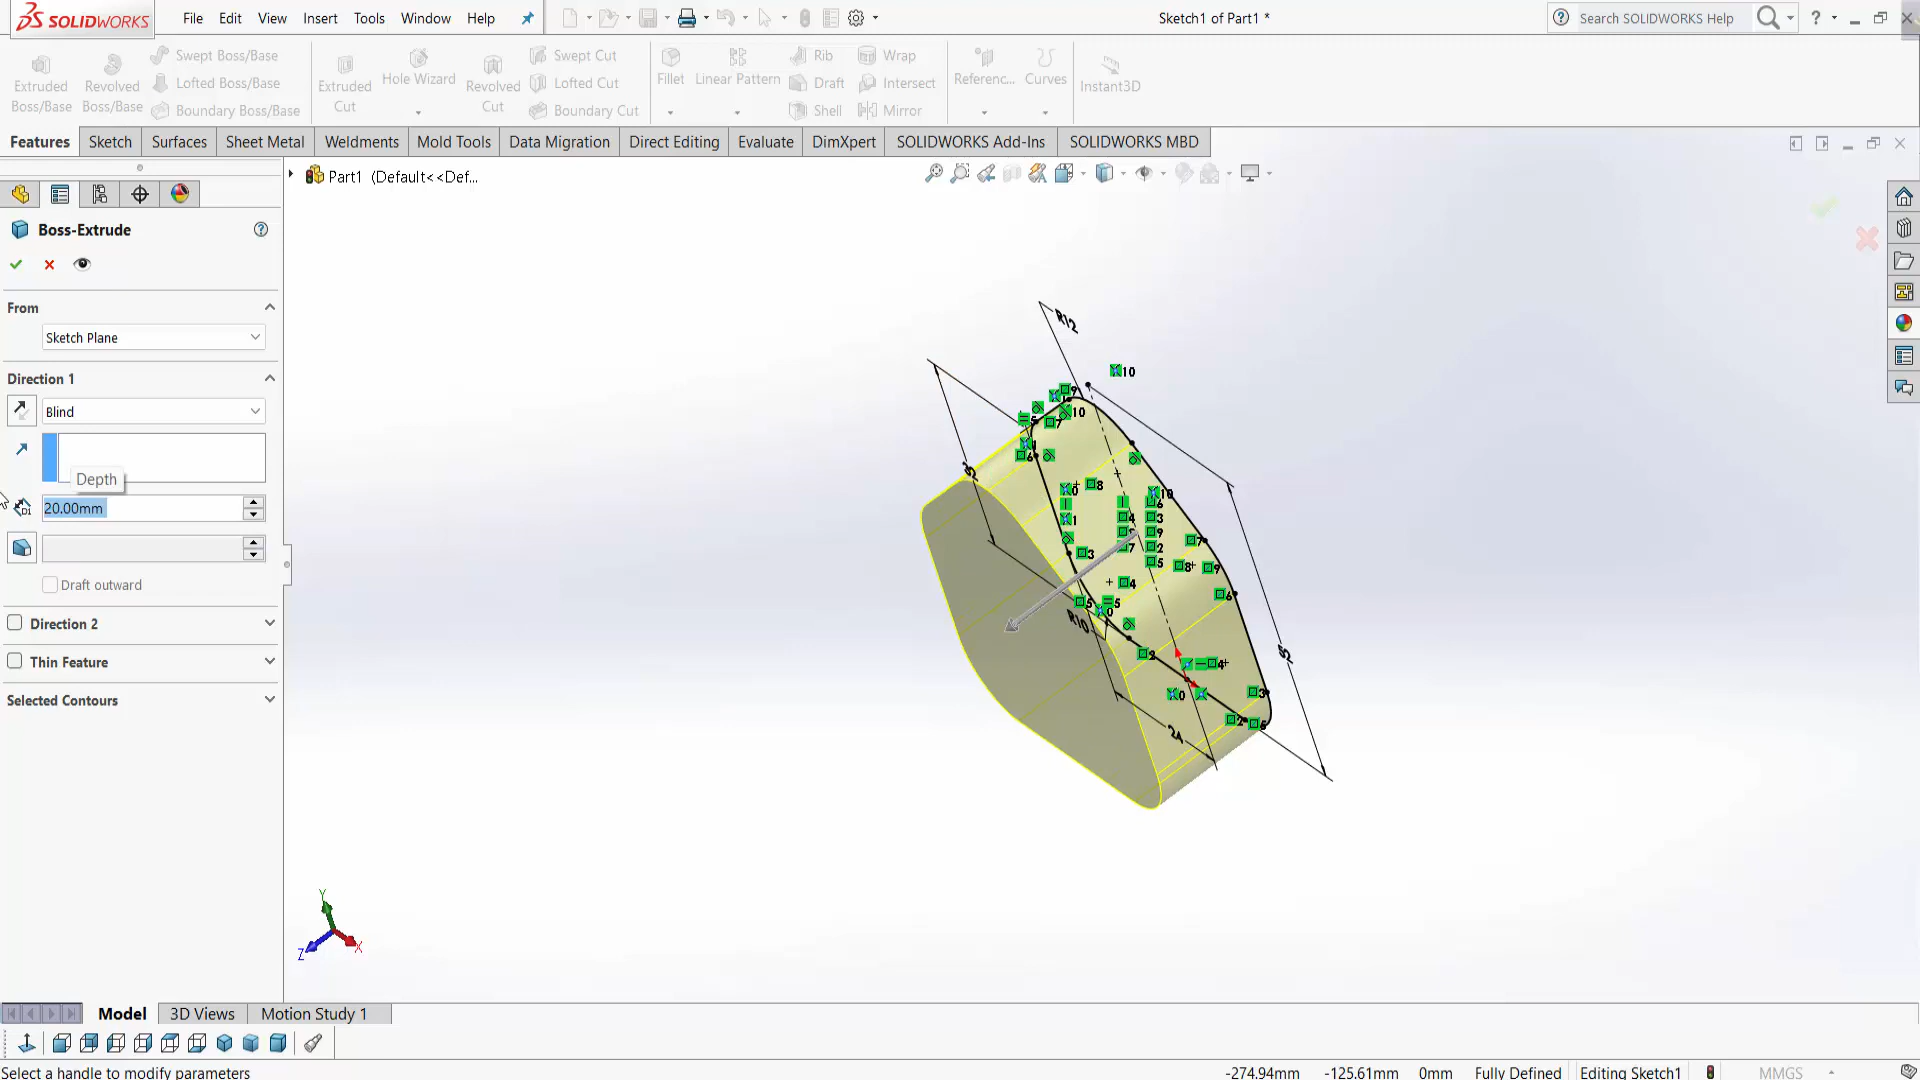 SOLIDWORKS File Edit View Insert Tools Window Help Sketch1 of Part1 * Search SOLIDWORKS Help ?
Extruded Boss/Base
Revolved Boss/Base
Swept Boss/Base
Lofted Boss/Base
Boundary Boss/Base
Extruded Cut
Hole Wizard
Revolved Cut
Swept Cut
Lofted Cut
Boundary Cut
Fillet
Linear Pattern
Rib
Draft
Shell
Wrap
Intersect
Mirror
Referenc...
Curves
Instant3D
Features Sketch Surfaces Sheet Metal Weldments Mold Tools Data Migration Direct Editing Evaluate DimXpert SOLIDWORKS Add-Ins SOLIDWORKS MBD
Part1 (Default<<Def...
Boss-Extrude
From
Sketch Plane
Direction 1
Blind
Depth
20.00mm
Draft outward
Direction 2
Thin Feature
Selected Contours
R12
R10
24
Y
Z
X
Model 3D Views Motion Study 1
Select a handle to modify parameters -274.94mm -125.61mm 0mm Fully Defined Editing Sketch1 MMGS